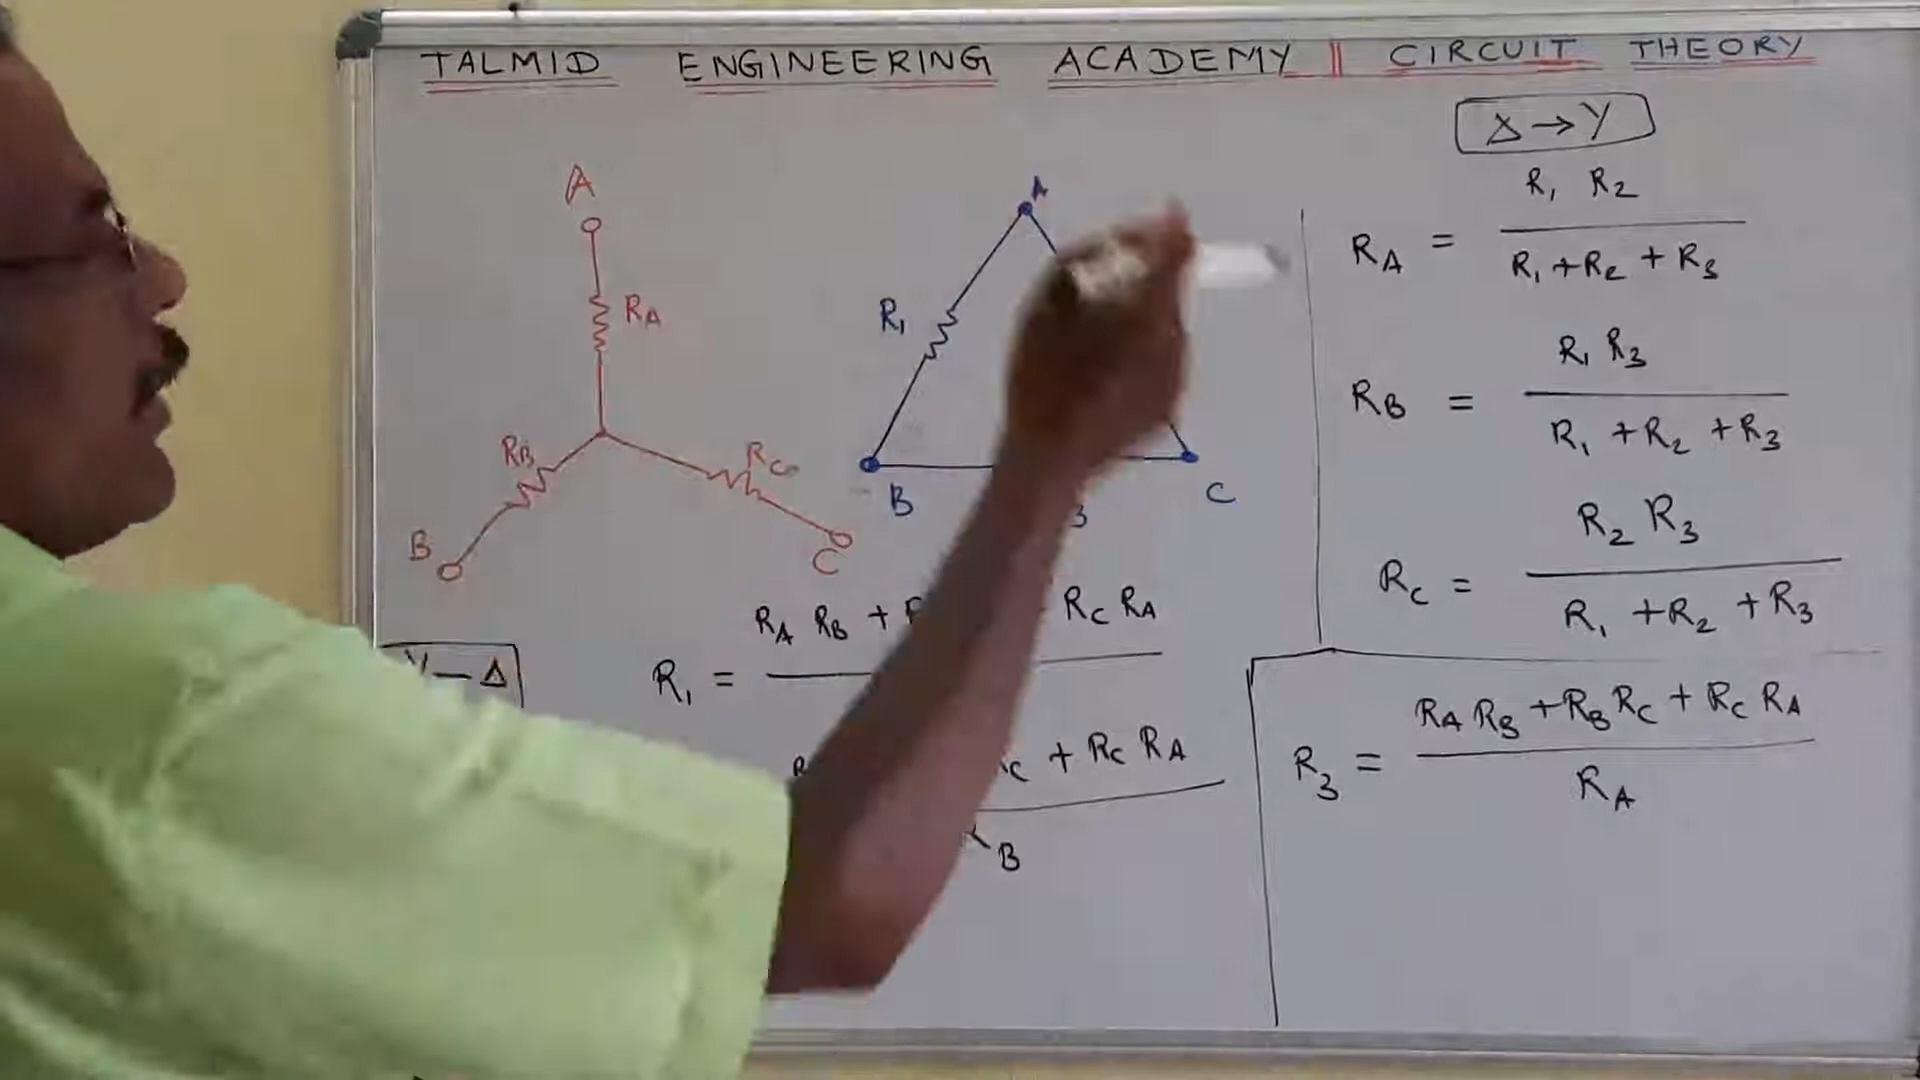 TALMID ENGINEERING ACADEMY || CIRCUIT THEORY
A
RA
RB
RC
B
C
A
R1
B
3
C
Δ → Y
RA = R1 R2
R1 + R2 + R3
RB = R1 R3
R1 + R2 + R3
RC = R2 R3
R1 + R2 + R3
Y — Δ
R1 = RA RB + RC RA
C + RC RA
B
R3 = RA RB + RB RC + RC RA
RA